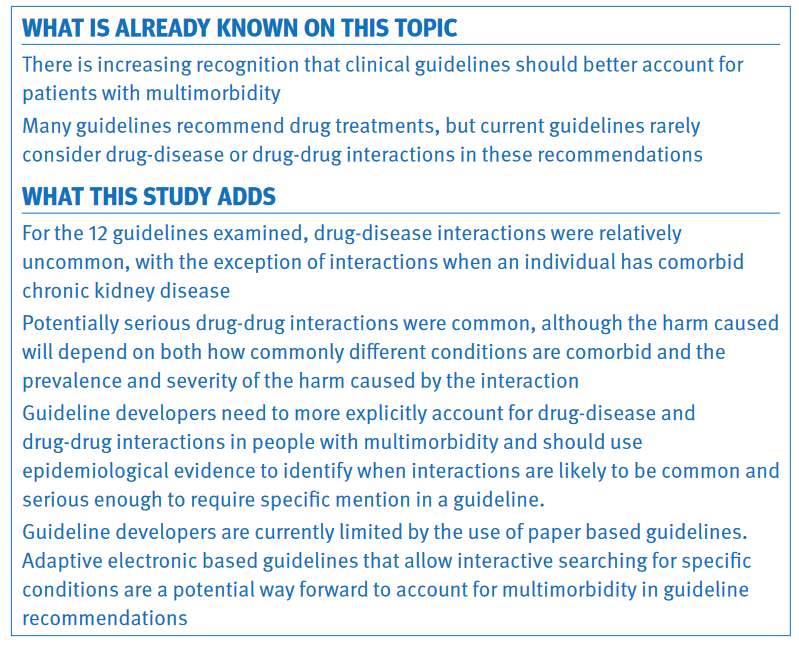 WHAT IS ALREADY KNOWN ON THIS TOPIC
There is increasing recognition that clinical guidelines should better account for
patients with multimorbidity
Many guidelines recommend drug treatments, but current guidelines rarely
consider drug-disease or drug-drug interactions in these recommendations
WHAT THIS STUDY ADDS
For the 12 guidelines examined, drug-disease interactions were relatively
uncommon, with the exception of interactions when an individual has comorbid
chronic kidney disease
Potentially serious drug-drug interactions were common, although the harm caused
will depend on both how commonly different conditions are comorbid and the
prevalence and severity of the harm caused by the interaction
Guideline developers need to more explicitly account for drug-disease and
drug-drug interactions in people with multimorbidity and should use
epidemiological evidence to identify when interactions are likely to be common and
serious enough to require specific mention in a guideline.
Guideline developers are currently limited by the use of paper based guidelines.
Adaptive electronic based guidelines that allow interactive searching for specific
conditions are a potential way forward to account for multimorbidity in guideline
recommendations